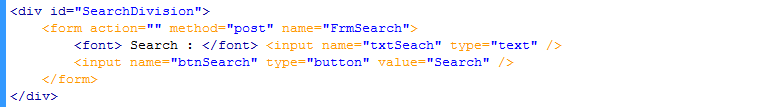 <div id="SearchDivision">
<form action="" method="post" name="FrmSearch">
<font> Search : </font> <input name="txtSeach" type="text" />
<input name="btnSearch" type="button" value="Search" />
</form>
</div>